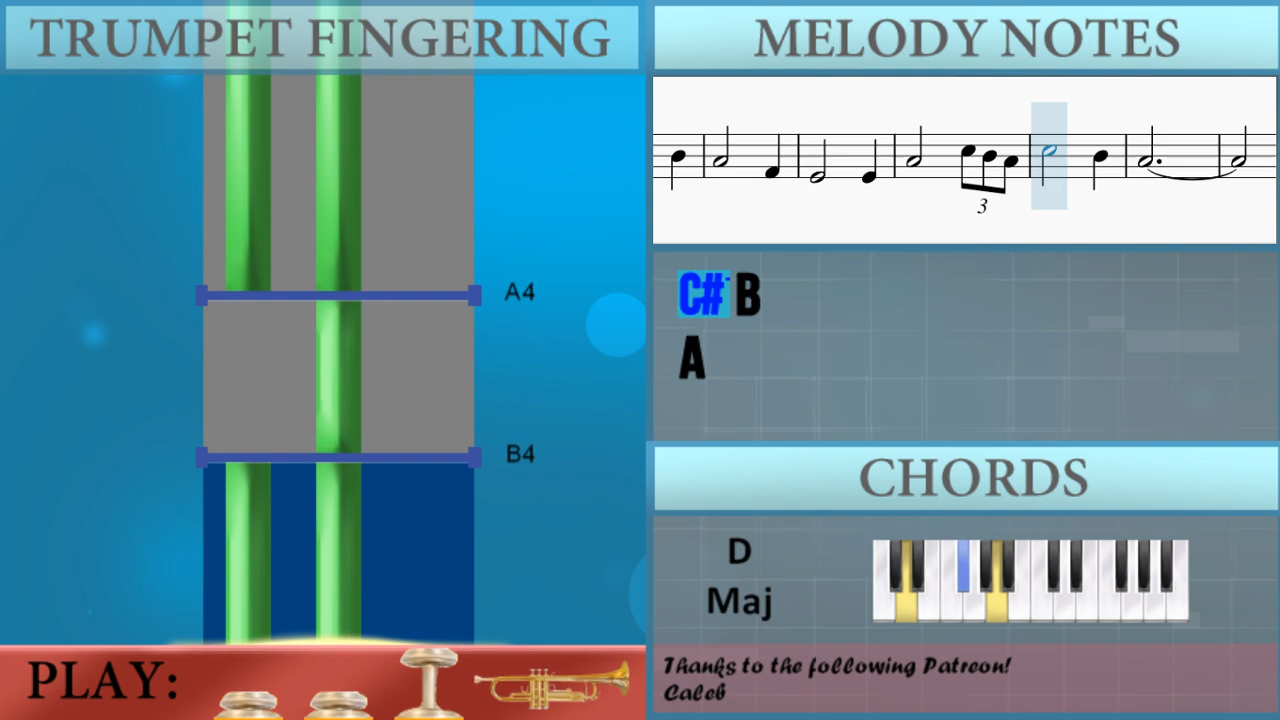 TRUMPET FINGERING
MELODY NOTES
3
A4
B4
C#- B
A
CHORDS
D
Maj
PLAY:
Thanks to the following Patreon!
Caleb